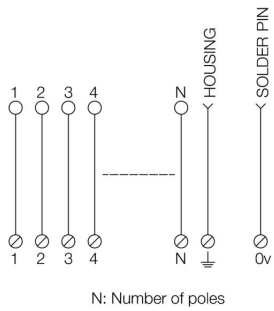 HOUSING
SOLDER PIN
1 2 3 4 N
1 2 3 4 N 0v
N: Number of poles